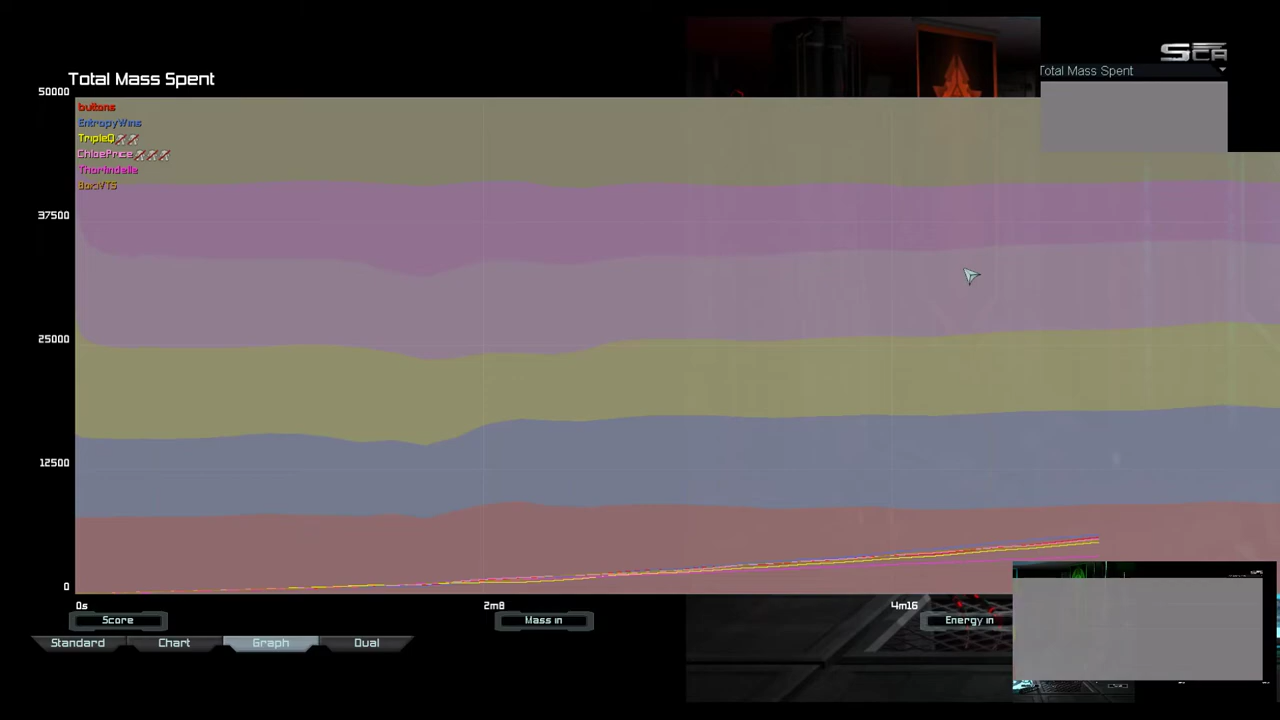 SCA
Total Mass Spent
Total Mass Spent
50000
buttons
EntropyWins
TripleQ
ChloePrice
37500
25000
12500
0
0s
2m8
4m16
Score
Mass in
Energy in
Standard
Chart
Graph
Dual